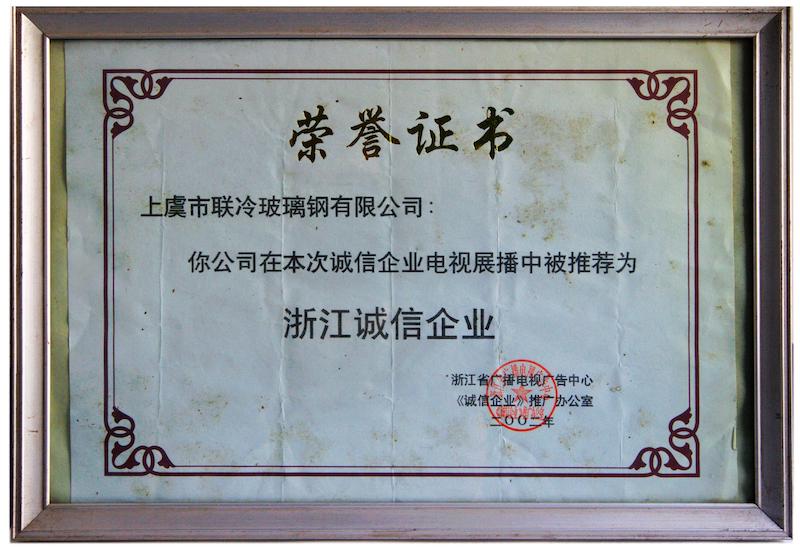 荣誉证书
上虞市联冷玻璃钢有限公司:
你公司在本次诚信企业电视展播中被推荐为
浙江诚信企业
浙江省广播电视广告中心
《诚信企业》推广办公室
二〇〇二年